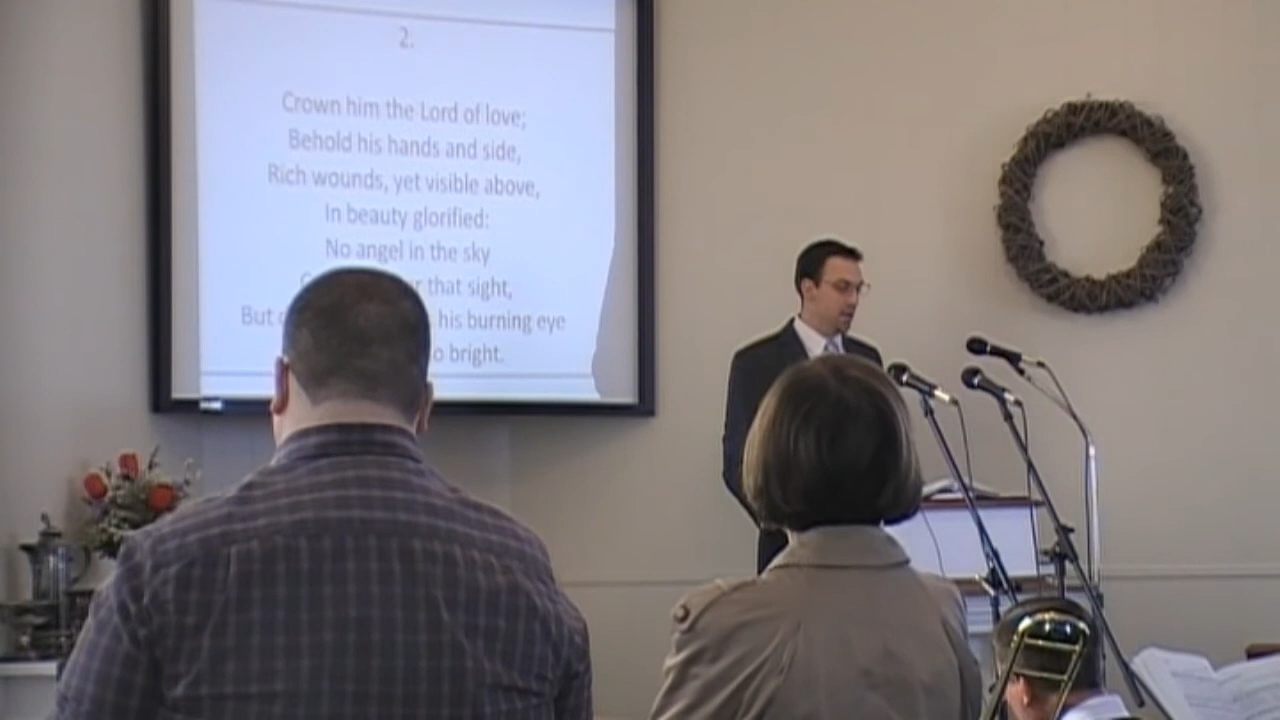 2.
Crown him the Lord of love;
Behold his hands and side,
Rich wounds, yet visible above,
In beauty glorified:
No angel in the sky
that sight,
But his burning eye
bright.